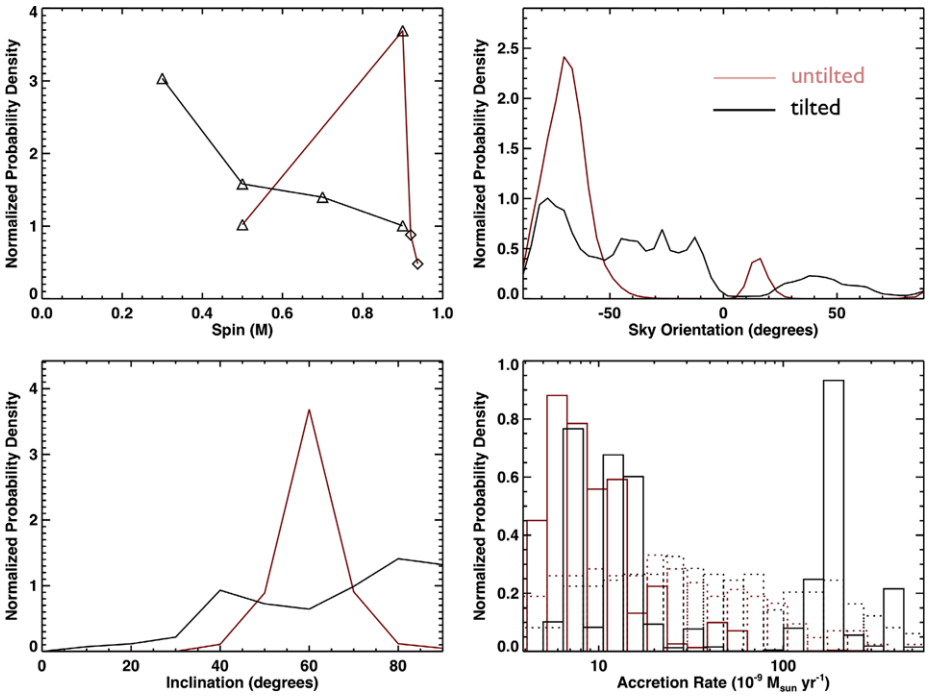 Normalized Probability Density
4
3
2
1
0
0.0 0.2 0.4 0.6 0.8 1.0
Spin (M)
Normalized Probability Density
2.5
2.0
1.5
1.0
0.5
0.0
untilted
tilted
-50 0 50
Sky Orientation (degrees)
Normalized Probability Density
4
3
2
1
0
0 20 40 60 80
Inclination (degrees)
Normalized Probability Density
1.0
0.8
0.6
0.4
0.2
0.0
10 100
Accretion Rate (10⁻⁹ Msun yr⁻¹)